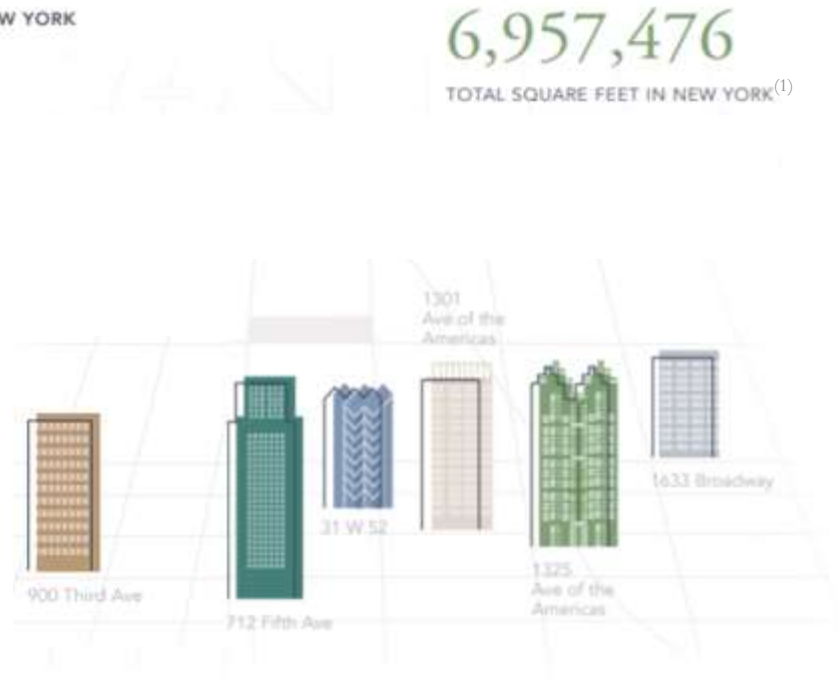 W YORK
6,957,476
TOTAL SQUARE FEET IN NEW YORK(1)
1301
Ave of the
Americas
1633 Broadway
31 W 52
1325
Ave of the
Americas
900 Third Ave
712 Fifth Ave